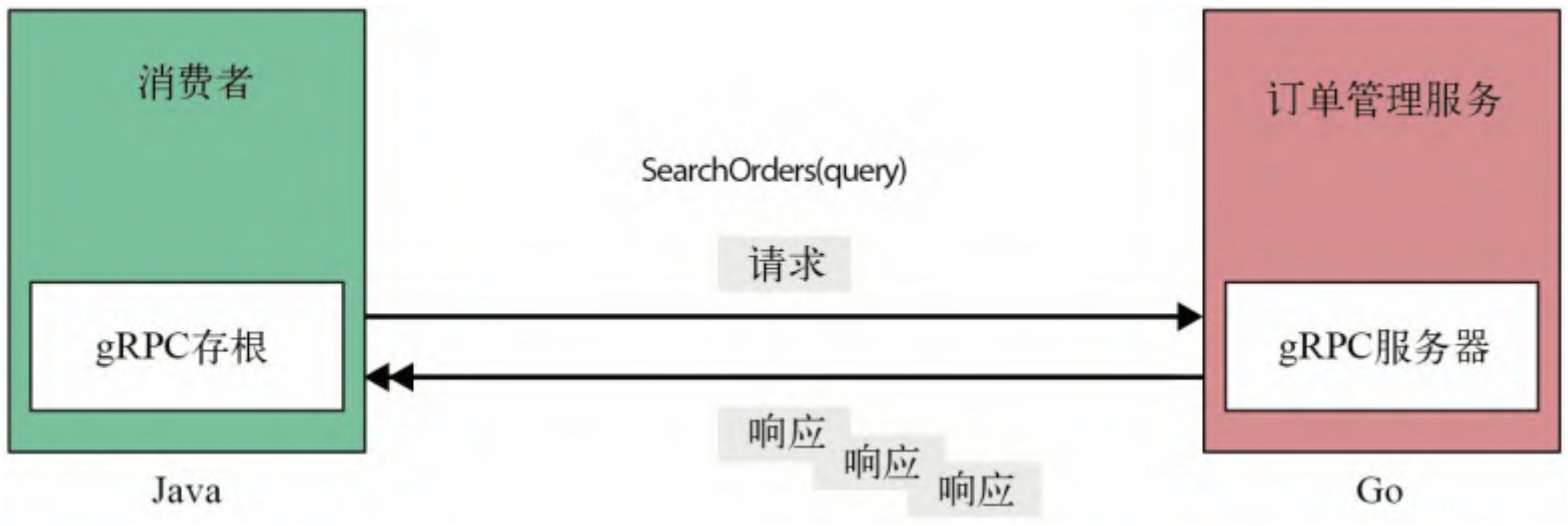 消费者
订单管理服务
SearchOrders(query)
请求
gRPC存根
gRPC服务器
响应
响应
响应
Java
Go